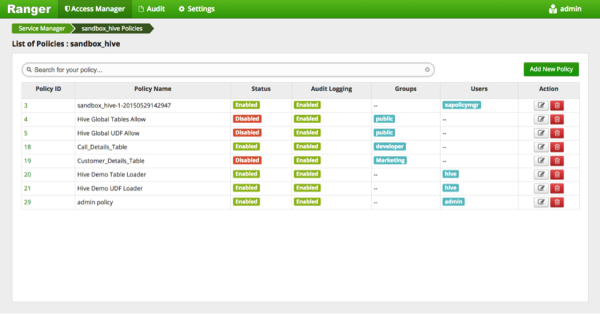 Ranger Access Manager Audit Settings admin
Service Manager sandbox_hive Policies
List of Policies : sandbox_hive
Search for your policy... Add New Policy
Policy ID Policy Name Status Audit Logging Groups Users Action
3 sandbox_hive-1-20150529142947 Enabled Enabled -- xapolicymgr
4 Hive Global Tables Allow Disabled Enabled public --
5 Hive Global UDF Allow Enabled Enabled public --
18 Call_Details_Table Enabled Enabled developer --
19 Customer_Details_Table Disabled Enabled Marketing --
20 Hive Demo Table Loader Enabled Enabled -- hive
21 Hive Demo UDF Loader Enabled Enabled -- hive
29 admin policy Enabled Enabled -- admin